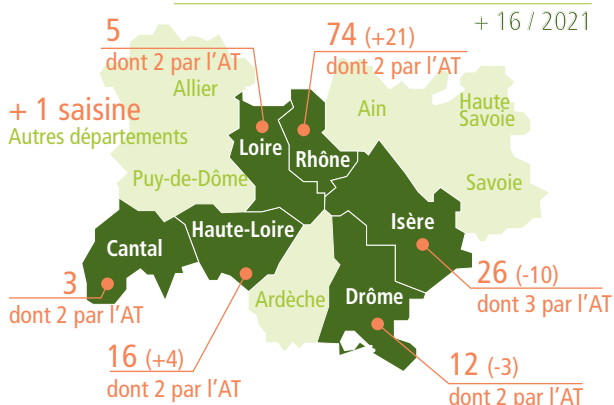 + 16 / 2021
5
dont 2 par l'AT
74 (+21)
dont 2 par l'AT
+ 1 saisine
Autres départements
Allier
Ain
Haute
Savoie
Loire
Rhône
Puy-de-Dôme
Savoie
Cantal
Haute-Loire
Isère
3
dont 2 par l'AT
Ardèche
Drôme
26 (-10)
dont 3 par l'AT
16 (+4)
dont 2 par l'AT
12 (-3)
dont 2 par l'AT